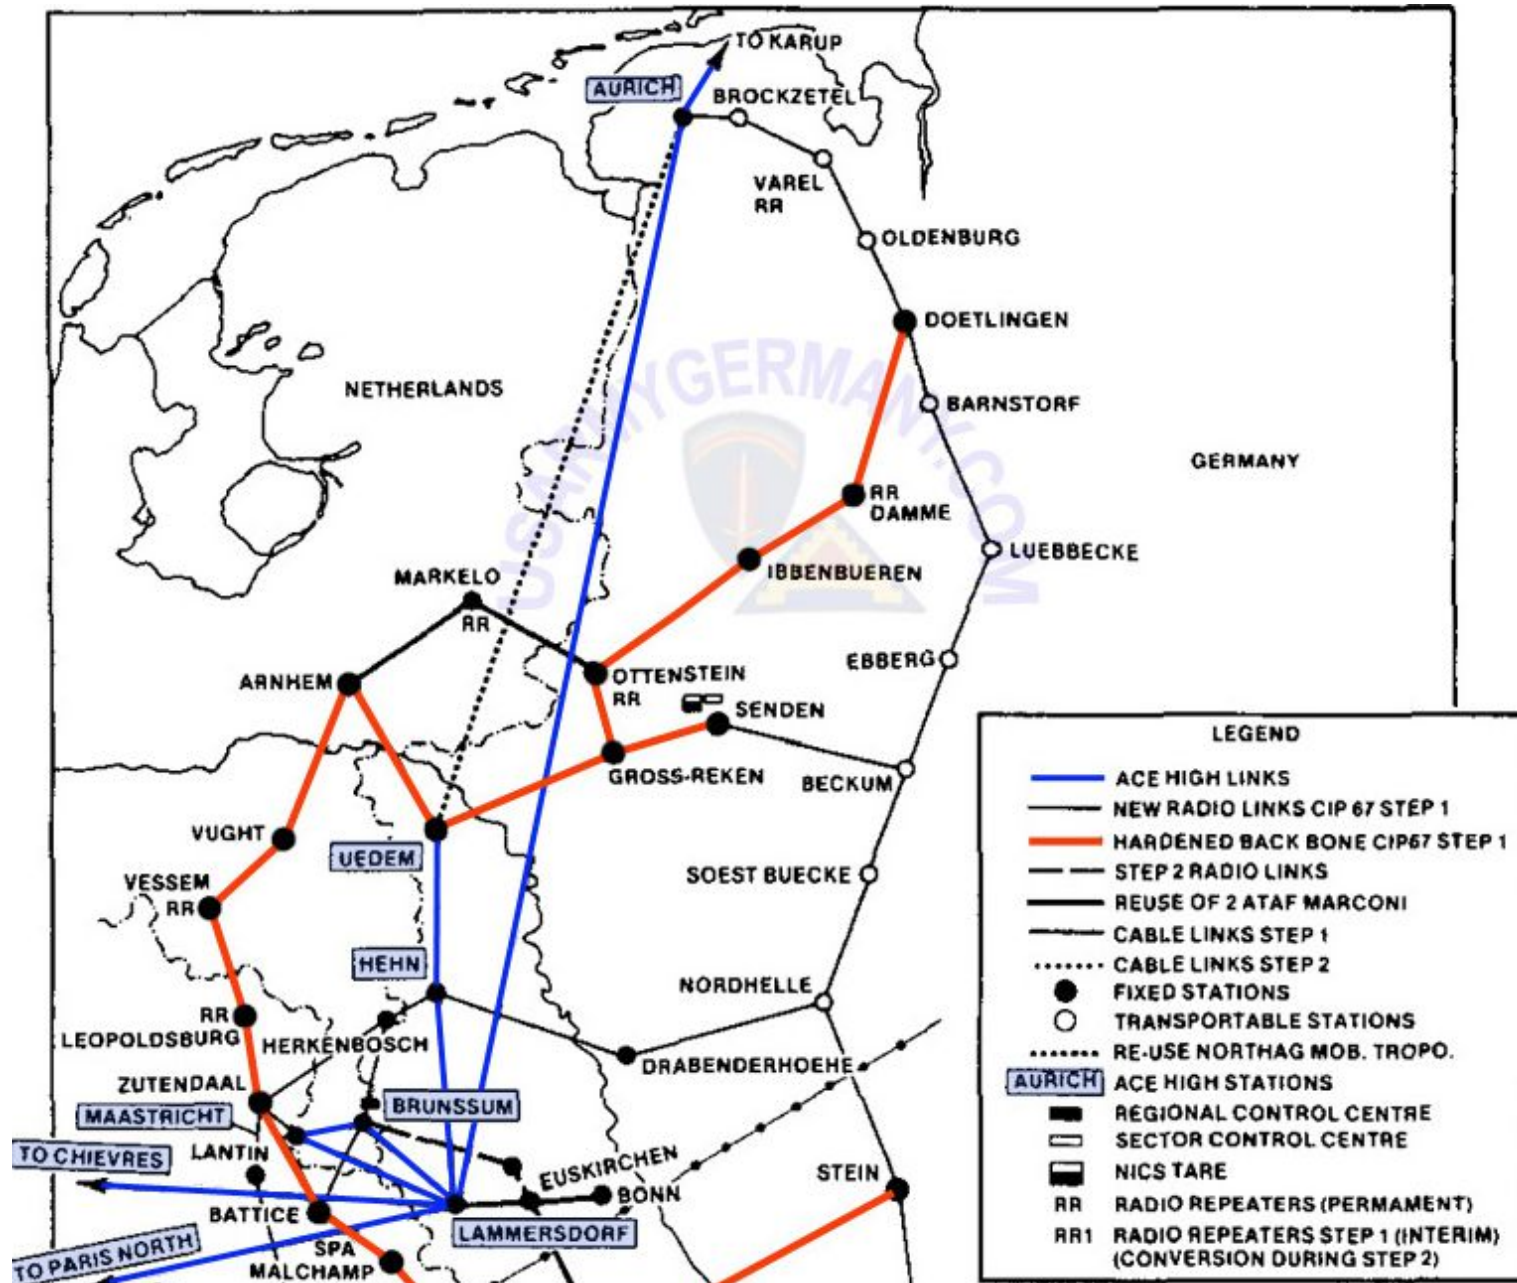 TO KARUP
AURICH
BROCKZETEL
VAREL
RR
OLDENBURG
DOETLINGEN
NETHERLANDS
BARNSTORF
GERMANY
USARMYGERMANY.COM
RR
DAMME
LUEBBECKE
IBBENBUEREN
MARKELO
RR
EBBERG
ARNHEM
OTTENSTEIN
RR
SENDEN
GROSS-REKEN
BECKUM
VUGHT
UEDEM
SOEST BUECKE
VESSEM
RR
HEHN
NORDHELLE
RR
LEOPOLDSBURG
HERKENBOSCH
DRABENDERHOEHE
ZUTENDAAL
MAASTRICHT
BRUNSSUM
LANTIN
TO CHIEVRES
EUSKIRCHEN
BONN
STEIN
BATTICE
LAMMERSDORF
TO PARIS NORTH
SPA
MALCHAMP
LEGEND
ACE HIGH LINKS
NEW RADIO LINKS CIP 67 STEP 1
HARDENED BACK BONE CIP67 STEP 1
STEP 2 RADIO LINKS
REUSE OF 2 ATAF MARCONI
CABLE LINKS STEP 1
CABLE LINKS STEP 2
FIXED STATIONS
TRANSPORTABLE STATIONS
RE-USE NORTHAG MOB. TROPO.
AURICH ACE HIGH STATIONS
REGIONAL CONTROL CENTRE
SECTOR CONTROL CENTRE
NICS TARE
RR RADIO REPEATERS (PERMAMENT)
RR1 RADIO REPEATERS STEP 1 (INTERIM)
(CONVERSION DURING STEP 2)